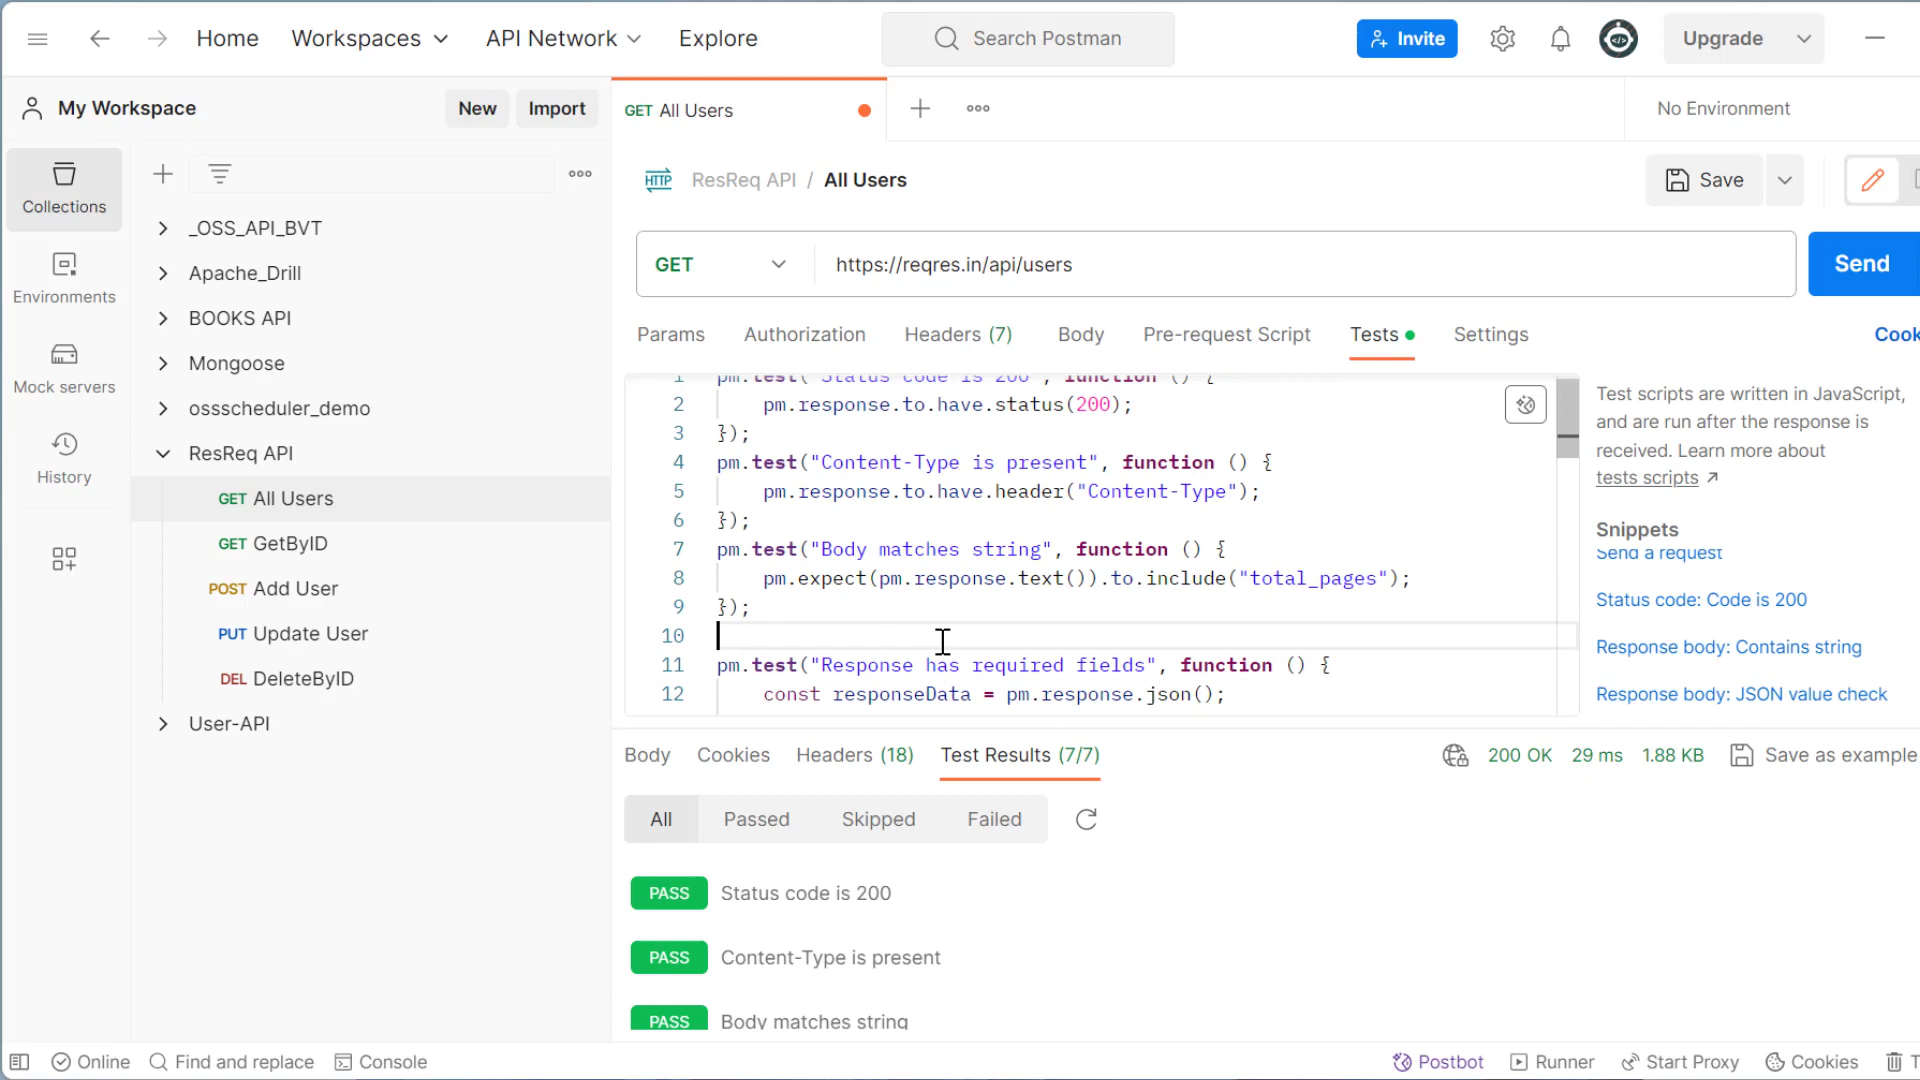 Home
Workspaces
API Network
Explore
Search Postman
Invite
Upgrade
My Workspace
New
Import
GET All Users
No Environment
Collections
Environments
Mock servers
History
_OSS_API_BVT
Apache_Drill
BOOKS API
Mongoose
ossscheduler_demo
ResReq API
GET All Users
GET GetByID
POST Add User
PUT Update User
DEL DeleteByID
User-API
HTTP ResReq API / All Users
Save
GET
https://reqres.in/api/users
Send
Params
Authorization
Headers (7)
Body
Pre-request Script
Tests
Settings
Cook
1 pm.test("Status code is 200", function () {
2 pm.response.to.have.status(200);
3 });
4 pm.test("Content-Type is present", function () {
5 pm.response.to.have.header("Content-Type");
6 });
7 pm.test("Body matches string", function () {
8 pm.expect(pm.response.text()).to.include("total_pages");
9 });
10
11 pm.test("Response has required fields", function () {
12 const responseData = pm.response.json();
Test scripts are written in JavaScript,
and are run after the response is
received. Learn more about
tests scripts
Snippets
Send a request
Status code: Code is 200
Response body: Contains string
Response body: JSON value check
Body
Cookies
Headers (18)
Test Results (7/7)
200 OK
29 ms
1.88 KB
Save as example
All
Passed
Skipped
Failed
PASS Status code is 200
PASS Content-Type is present
PASS Body matches string
Online
Find and replace
Console
Postbot
Runner
Start Proxy
Cookies
T